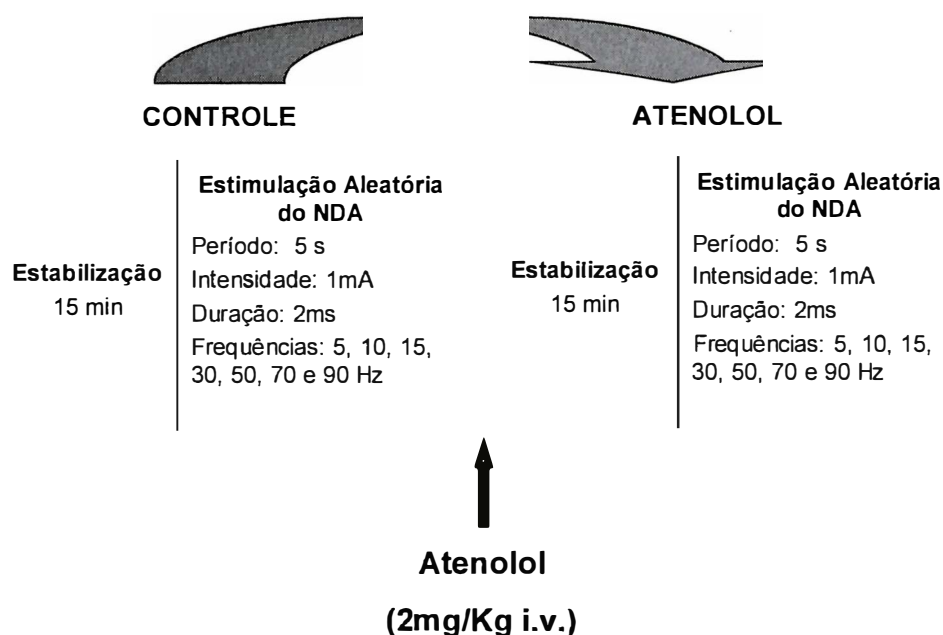 CONTROLE
Estabilização
15 min
Estimulação Aleatória
do NDA
Período: 5 s
Intensidade: 1mA
Duração: 2ms
Frequências: 5, 10, 15,
30, 50, 70 e 90 Hz
ATENOLOL
Estabilização
15 min
Estimulação Aleatória
do NDA
Período: 5 s
Intensidade: 1mA
Duração: 2ms
Frequências: 5, 10, 15,
30, 50, 70 e 90 Hz
Atenolol
(2mg/Kg i.v.)